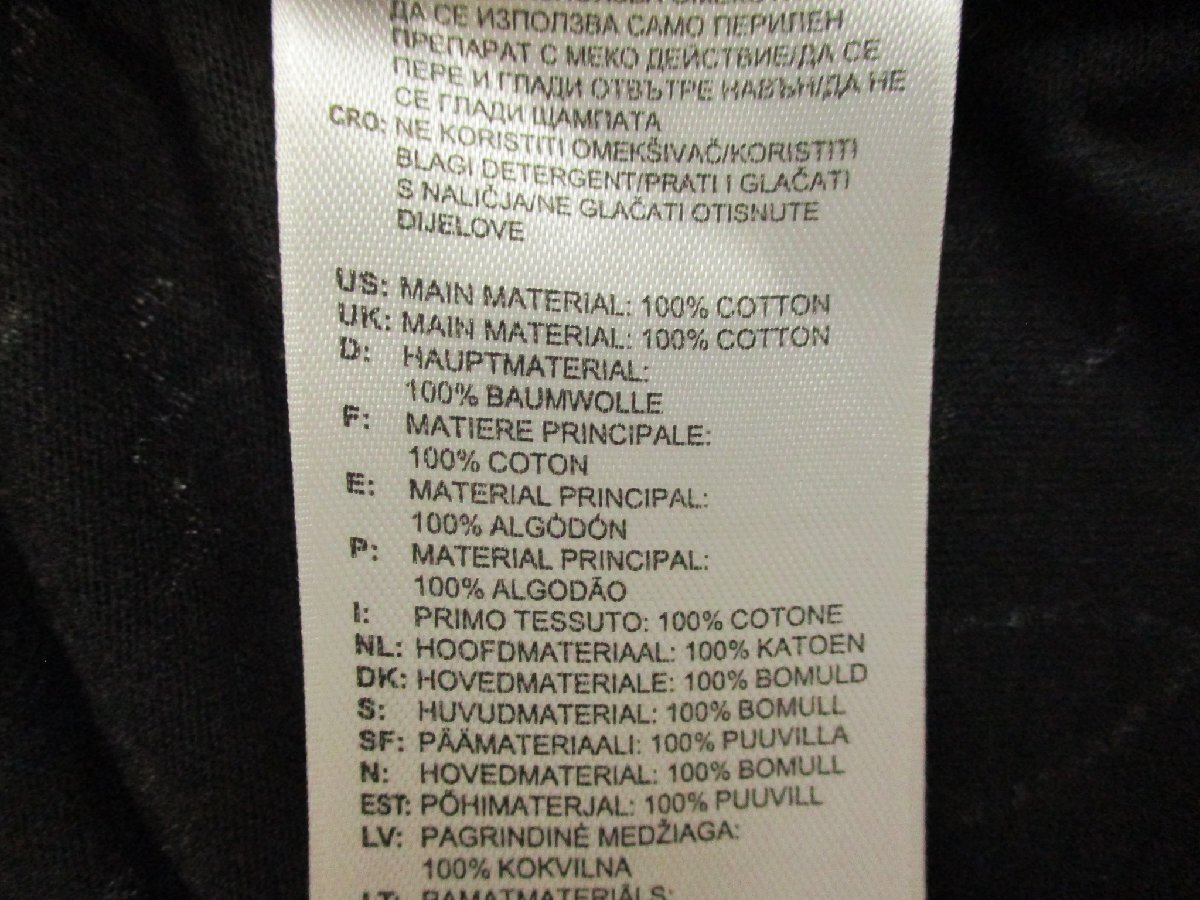 ДА СЕ ИЗПОЛЗВА САМО ПЕРИЛЕН
ПРЕПАРАТ С МЕКО ДЕЙСТВИЕ/ДА СЕ
ПЕРЕ И ГЛАДИ ОТВЪТРЕ НАВЪН/ДА НЕ
СЕ ГЛАДИ ЩАМПАТА
CRO: NE KORISTITI OMEKŠIVAČ/KORISTITI
BLAGI DETERGENT/PRATI I GLAČATI
S NALIČJA/NE GLAČATI OTISNUTE
DIJELOVE
US: MAIN MATERIAL: 100% COTTON
UK: MAIN MATERIAL: 100% COTTON
D: HAUPTMATERIAL:
100% BAUMWOLLE
F: MATIERE PRINCIPALE:
100% COTON
E: MATERIAL PRINCIPAL:
100% ALGÓDÓN
P: MATERIAL PRINCIPAL:
100% ALGODÃO
I: PRIMO TESSUTO: 100% COTONE
NL: HOOFDMATERIAAL: 100% KATOEN
DK: HOVEDMATERIALE: 100% BOMULD
S: HUVUDMATERIAL: 100% BOMULL
SF: PÄÄMATERIAALI: 100% PUUVILLA
N: HOVEDMATERIAL: 100% BOMULL
EST: PÕHIMATERJAL: 100% PUUVILL
LV: PAGRINDINĖ MEDŽIAGA:
100% KOKVILNA
LT: PAMATMATERIĀLS: